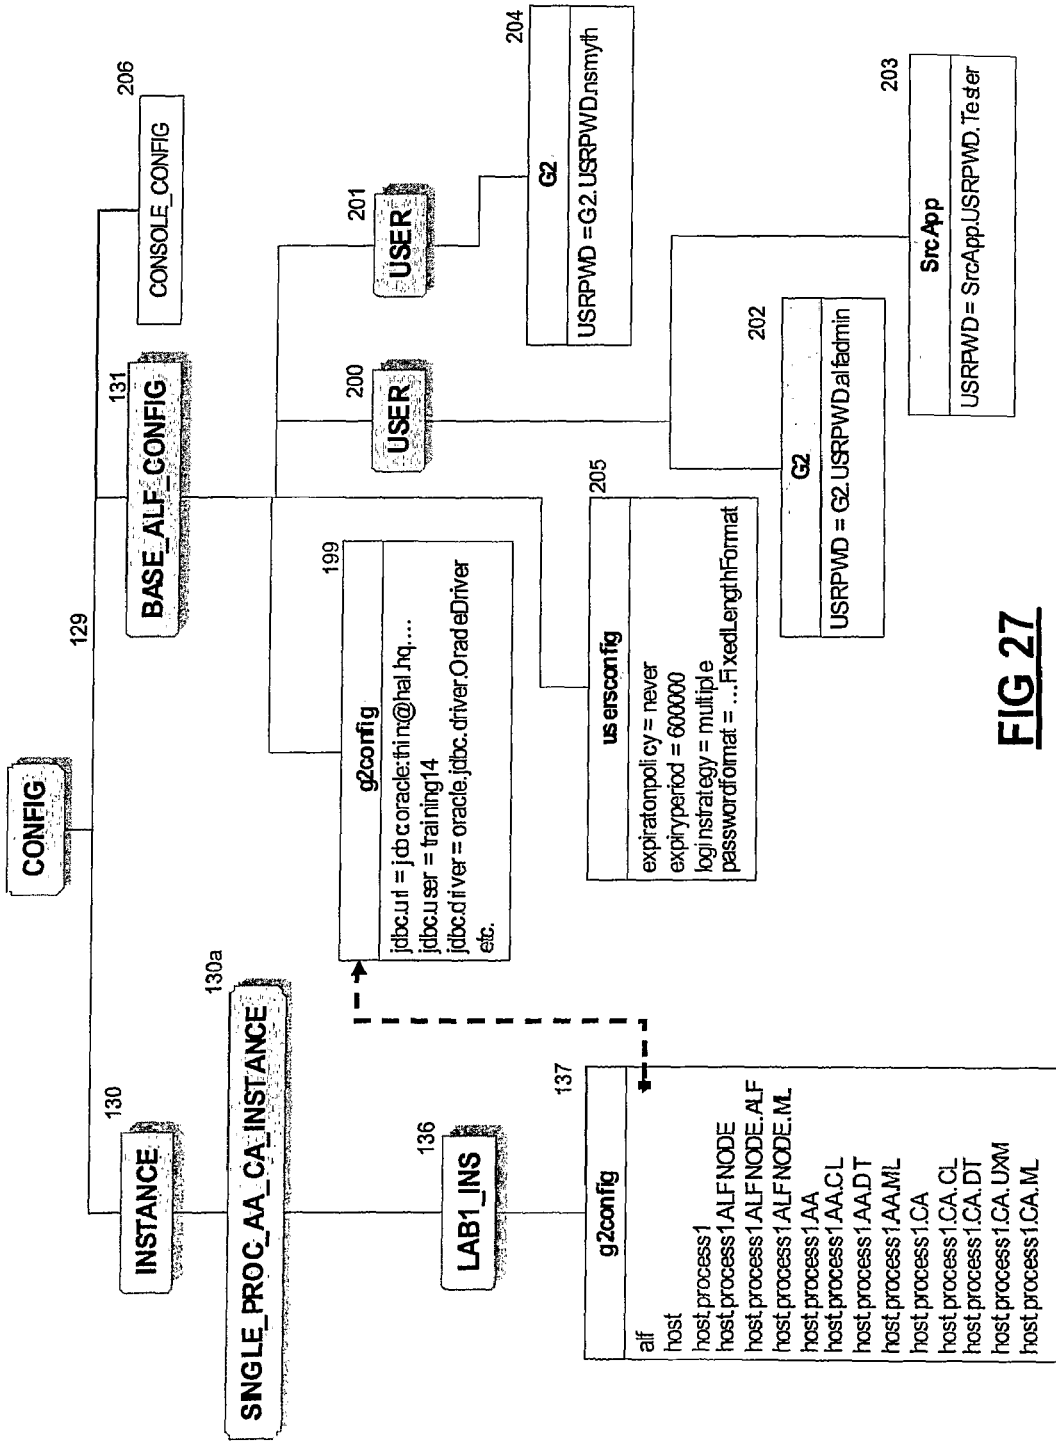 CONFIG
129
130
INSTANCE
131
BASE_ALF_CONFIG
206
CONSOLE_CONFIG
130a
SINGLE_PROC_AA_CA_INSTANCE
136
LAB1_INS
137
g2config
alf
host
host.process1
host.process1.ALFNODE
host.process1.ALFNODE.ALF
host.process1.ALFNODE.ML
host.process1.AA
host.process1.AA.CL
host.process1.AA.DT
host.process1.AA.ML
host.process1.CA
host.process1.CA.CL
host.process1.CA.DT
host.process1.CA.UXM
host.process1.CA.ML
199
g2config
jdbc.url = jdbc:oracle:thin:@hal.hq....
jdbc.user = training14
jdbc.driver = oracle.jdbc.driver.OracleDriver
etc.
205
usersconfig
expiratonpolicy = never
expiryperiod = 600000
loginstrategy = multiple
passwordformat = ...FixedLengthFormat
200
USER
201
USER
204
G2
USRPWD =G2.USRPWD.nsmyth
202
G2
USRPWD = G2.USRPWD.alfadmin
203
SrcApp
USRPWD= SrcApp.USRPWD.Tester
FIG 27